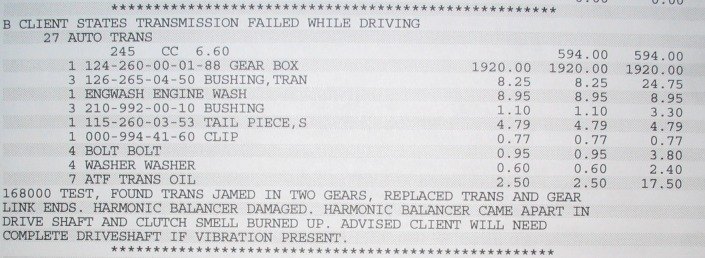 0.00 0.00
********************************************************
B CLIENT STATES TRANSMISSION FAILED WHILE DRIVING
27 AUTO TRANS
245 CC 6.60 594.00 594.00
1 124-260-00-01-88 GEAR BOX 1920.00 1920.00 1920.00
3 126-265-04-50 BUSHING,TRAN 8.25 8.25 24.75
1 ENGWASH ENGINE WASH 8.95 8.95 8.95
3 210-992-00-10 BUSHING 1.10 1.10 3.30
1 115-260-03-53 TAIL PIECE,S 4.79 4.79 4.79
1 000-994-41-60 CLIP 0.77 0.77 0.77
4 BOLT BOLT 0.95 0.95 3.80
4 WASHER WASHER 0.60 0.60 2.40
7 ATF TRANS OIL 2.50 2.50 17.50
168000 TEST, FOUND TRANS JAMED IN TWO GEARS, REPLACED TRANS AND GEAR
LINK ENDS. HARMONIC BALANCER DAMAGED. HARMONIC BALANCER CAME APART IN
DRIVE SHAFT AND CLUTCH SMELL BURNED UP. ADVISED CLIENT WILL NEED
COMPLETE DRIVESHAFT IF VIBRATION PRESENT.
********************************************************